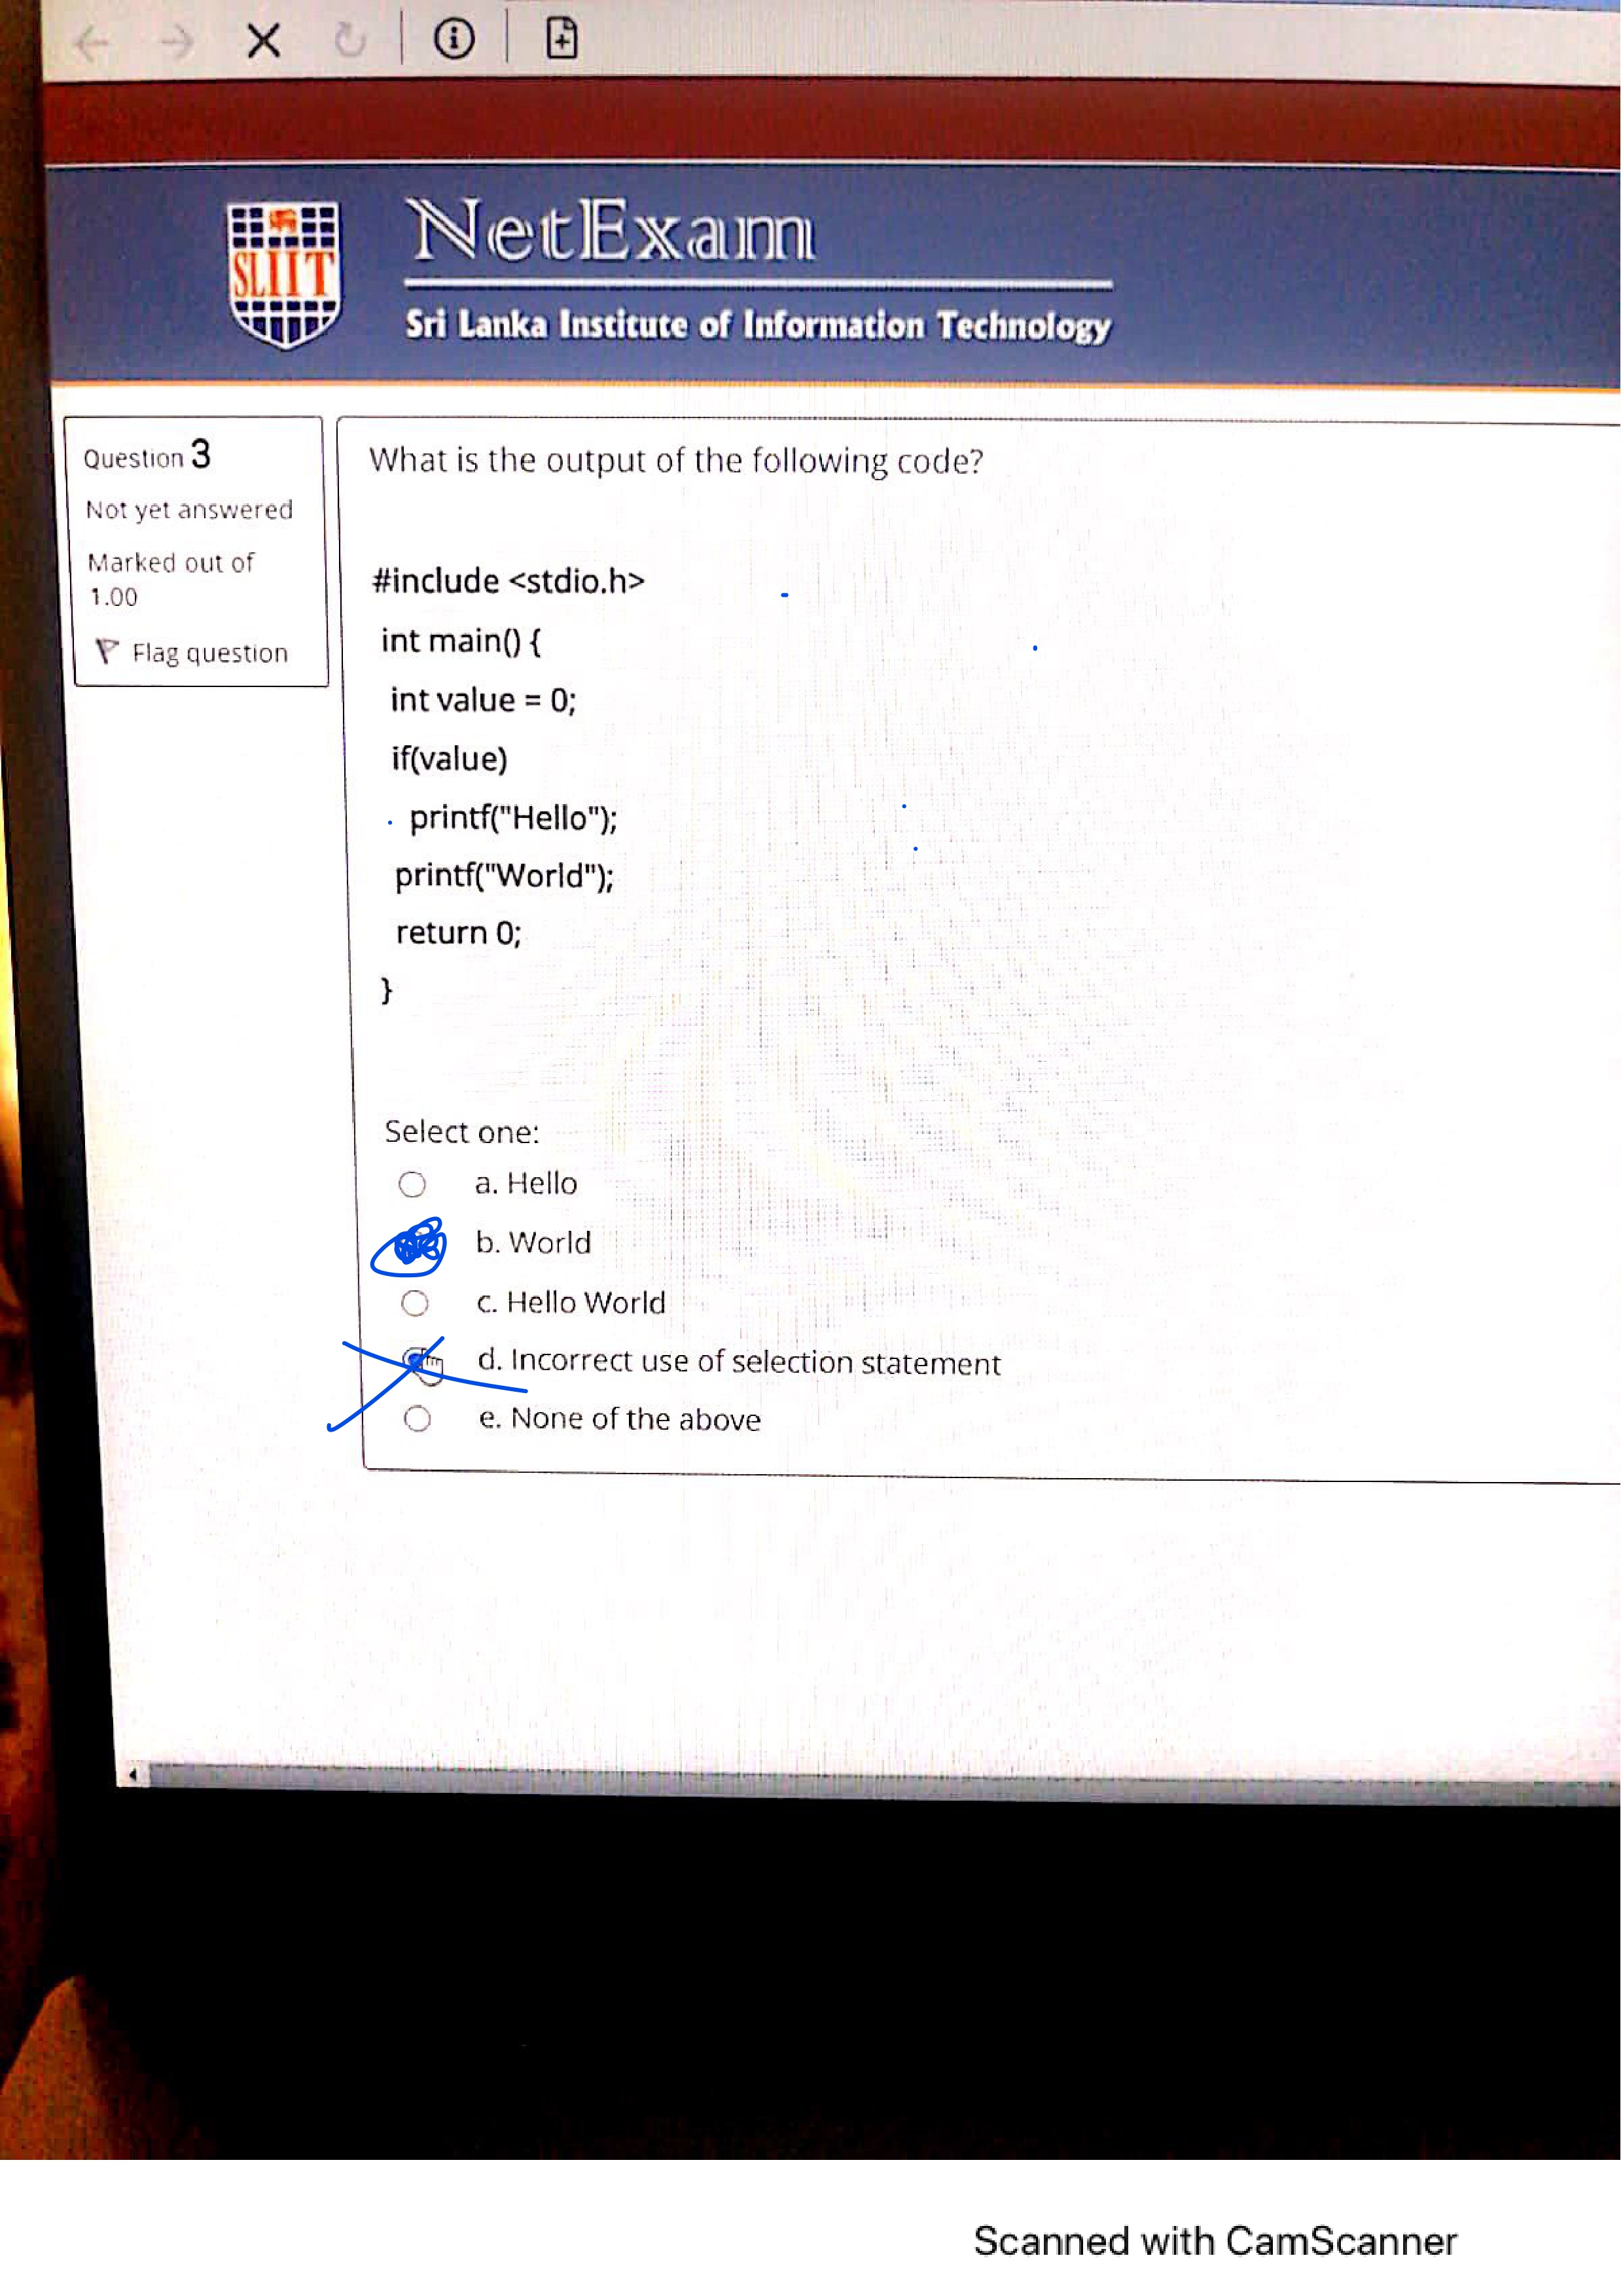 SLIIT
NetExam
Sri Lanka Institute of Information Technology
Question 3
Not yet answered
Marked out of
1.00
Flag question
What is the output of the following code?
#include <stdio.h>
int main() {
int value = 0;
if(value)
printf("Hello");
printf("World");
return 0;
}
Select one:
a. Hello
b. World
c. Hello World
d. Incorrect use of selection statement
e. None of the above
Scanned with CamScanner